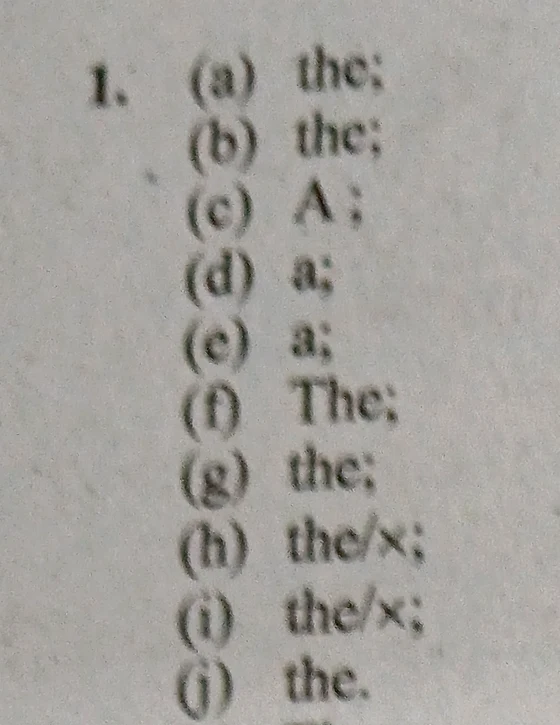 1. (a) the;
(b) the;
(c) A ;
(d) a;
(e) a;
(f) The;
(g) the;
(h) the/x;
(i) the/x;
(j) the.